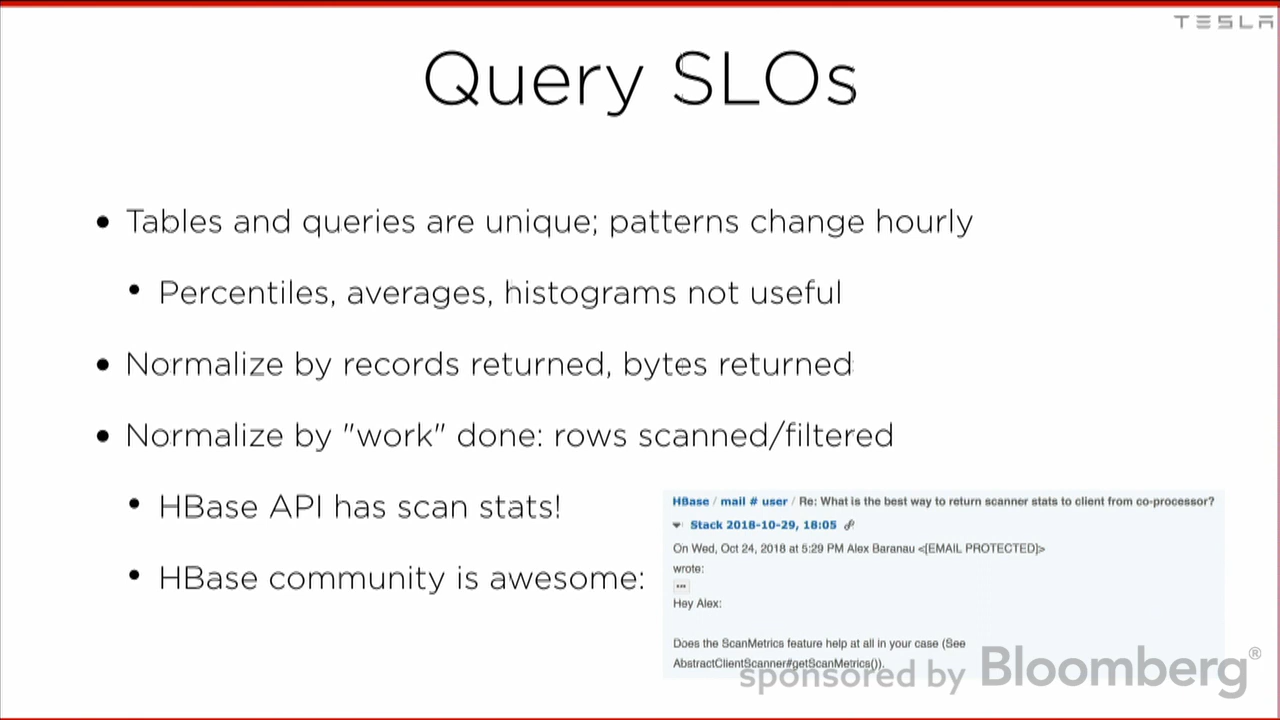 TESLA
Query SLOs
• Tables and queries are unique; patterns change hourly
• Percentiles, averages, histograms not useful
• Normalize by records returned, bytes returned
• Normalize by "work" done: rows scanned/filtered
• HBase API has scan stats!
• HBase community is awesome:
HBase / mail # user / Re: What is the best way to return scanner stats to client from co-processor?
Stack 2018-10-29, 18:05
On Wed, Oct 24, 2018 at 5:29 PM Alex Baranau <[EMAIL PROTECTED]>
wrote:
•••
Hey Alex:
Does the ScanMetrics feature help at all in your case (See
AbstractClientScanner#getScanMetrics()).
sponsored by Bloomberg®